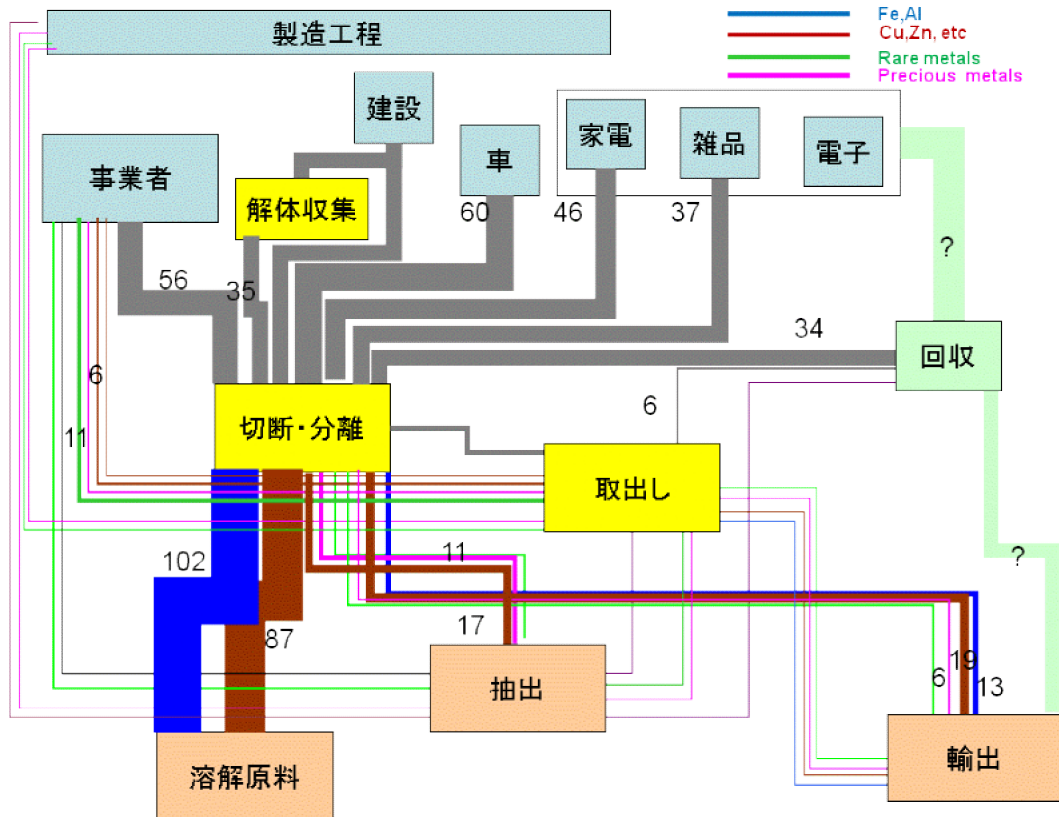 製造工程
Fe,Al
Cu,Zn, etc
Rare metals
Precious metals
建設
事業者
解体収集
車
家電
雑品
電子
60
46
37
?
56
35
34
回収
6
6
11
切断・分離
取出し
102
11
?
87
17
抽出
6
19
13
溶解原料
輸出